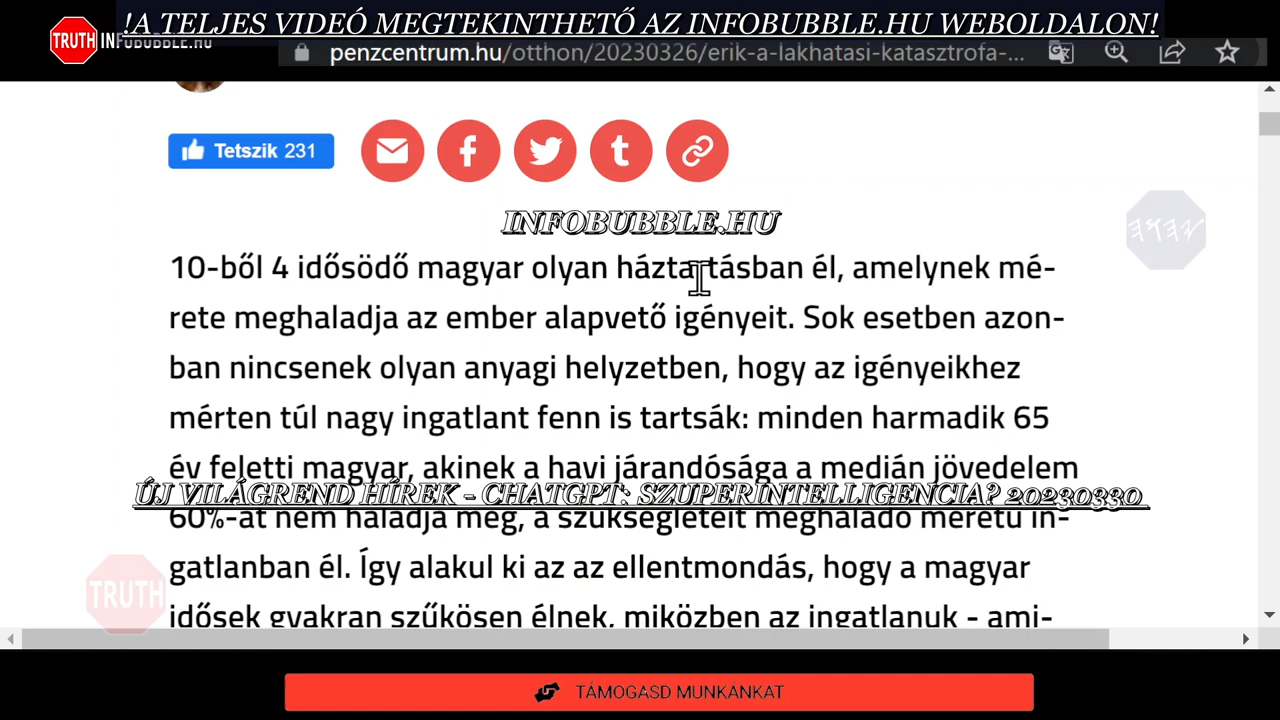 !A TELJES VIDEÓ MEGTEKINTHETŐ AZ INFOBUBBLE.HU WEBOLDALON!
TRUTH INFOBUBBLE.HU
penzcentrum.hu/otthon/20230326/erik-a-lakhatasi-katasztrofa-...
Tetszik 231
INFOBUBBLE.HU
10-ből 4 idősödő magyar olyan háztartásban él, amelynek mé-
rete meghaladja az ember alapvető igényeit. Sok esetben azon-
ban nincsenek olyan anyagi helyzetben, hogy az igényeikhez
mérten túl nagy ingatlant fenn is tartsák: minden harmadik 65
év feletti magyar, akinek a havi járandósága a medián jövedelem
ÚJ VILÁGREND HÍREK - CHATGPT: SZUPERINTELLIGENCIA? 20230330
60%-át nem haladja meg, a szükségleteit meghaladó méretű in-
gatlanban él. Így alakul ki az az ellentmondás, hogy a magyar
TRUTH
idősek gyakran szűkösen élnek, miközben az ingatlanuk - ami-
TÁMOGASD MUNKÁNKAT